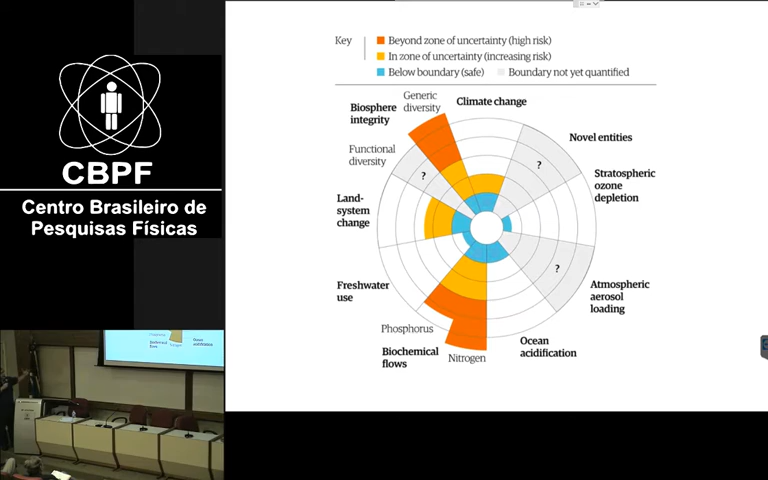 CBPF
Centro Brasileiro de
Pesquisas Físicas
Key
Beyond zone of uncertainty (high risk)
In zone of uncertainty (increasing risk)
Below boundary (safe)
Boundary not yet quantified
Generic
diversity
Climate change
Biosphere
integrity
Novel entities
Functional
diversity
?
?
Stratospheric
ozone
depletion
Land-
system
change
?
Freshwater
use
Atmospheric
aerosol
loading
Phosphorus
Biochemical
flows
Nitrogen
Ocean
acidification